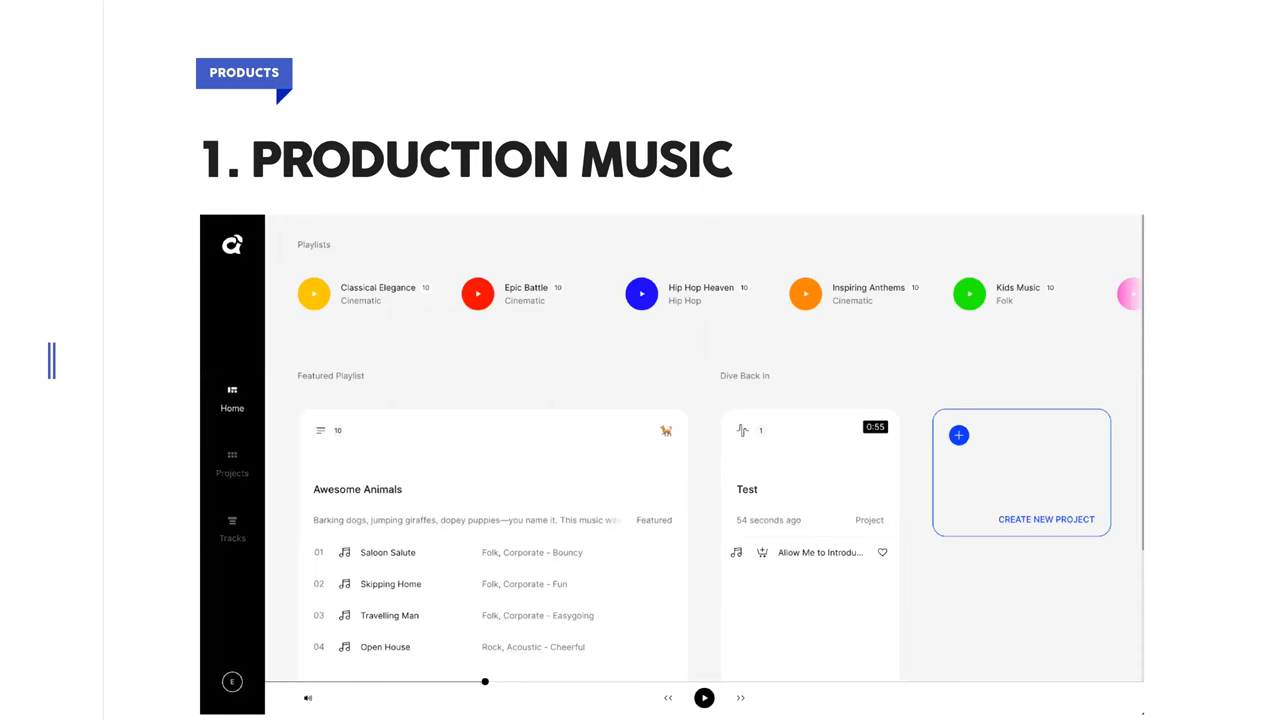 PRODUCTS
1. PRODUCTION MUSIC
Playlists
Classical Elegance 10
Cinematic
Epic Battle 10
Cinematic
Hip Hop Heaven 10
Hip Hop
Inspiring Anthems 10
Cinematic
Kids Music 10
Folk
Home
Projects
Tracks
E
Featured Playlist
10
Awesome Animals
Barking dogs, jumping giraffes, dopey puppies—you name it. This music was
Featured
01 Saloon Salute Folk, Corporate - Bouncy
02 Skipping Home Folk, Corporate - Fun
03 Travelling Man Folk, Corporate - Easygoing
04 Open House Rock, Acoustic - Cheerful
Dive Back In
1 0:55
Test
54 seconds ago Project
Allow Me to Introdu...
CREATE NEW PROJECT